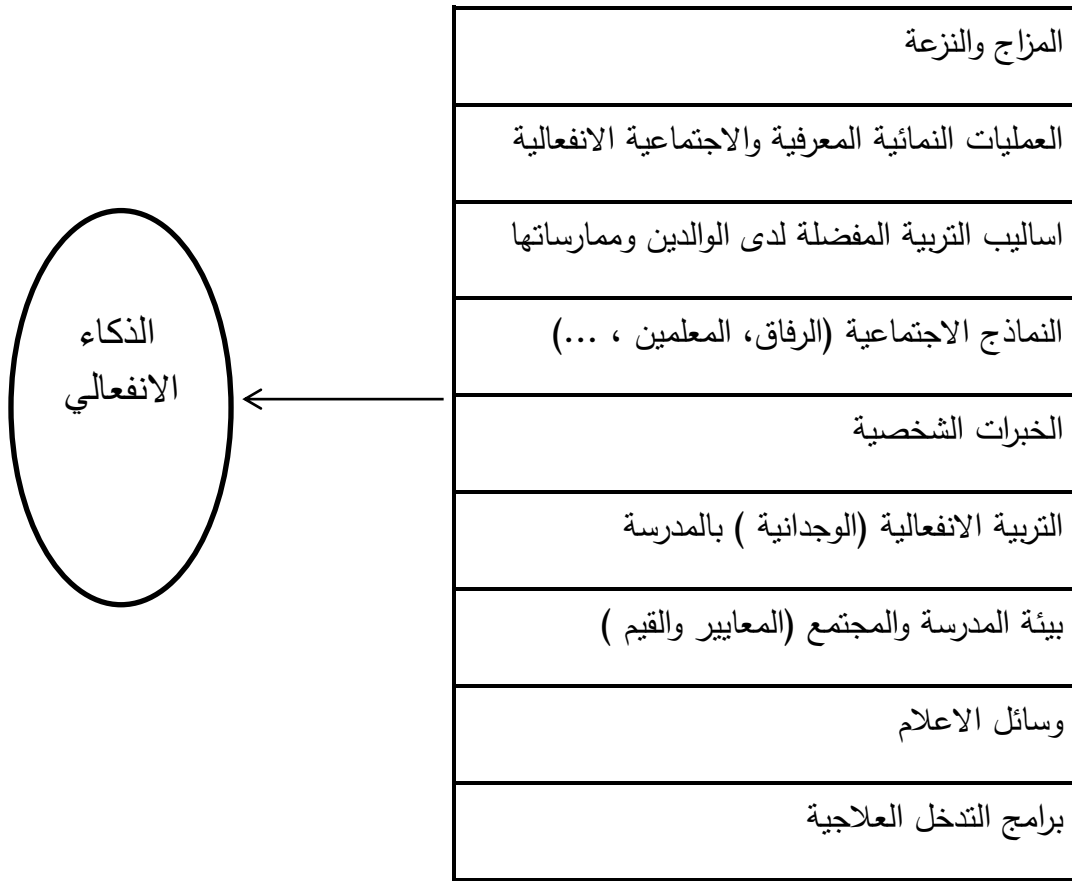 المزاج والنزعة
العمليات النمائية المعرفية والاجتماعية الانفعالية
اساليب التربية المفضلة لدى الوالدين وممارساتها
النماذج الاجتماعية (الرفاق، المعلمين ، ...)
الخبرات الشخصية
التربية الانفعالية (الوجدانية ) بالمدرسة
بيئة المدرسة والمجتمع (المعايير والقيم )
وسائل الاعلام
برامج التدخل العلاجية
الذكاء
الانفعالي